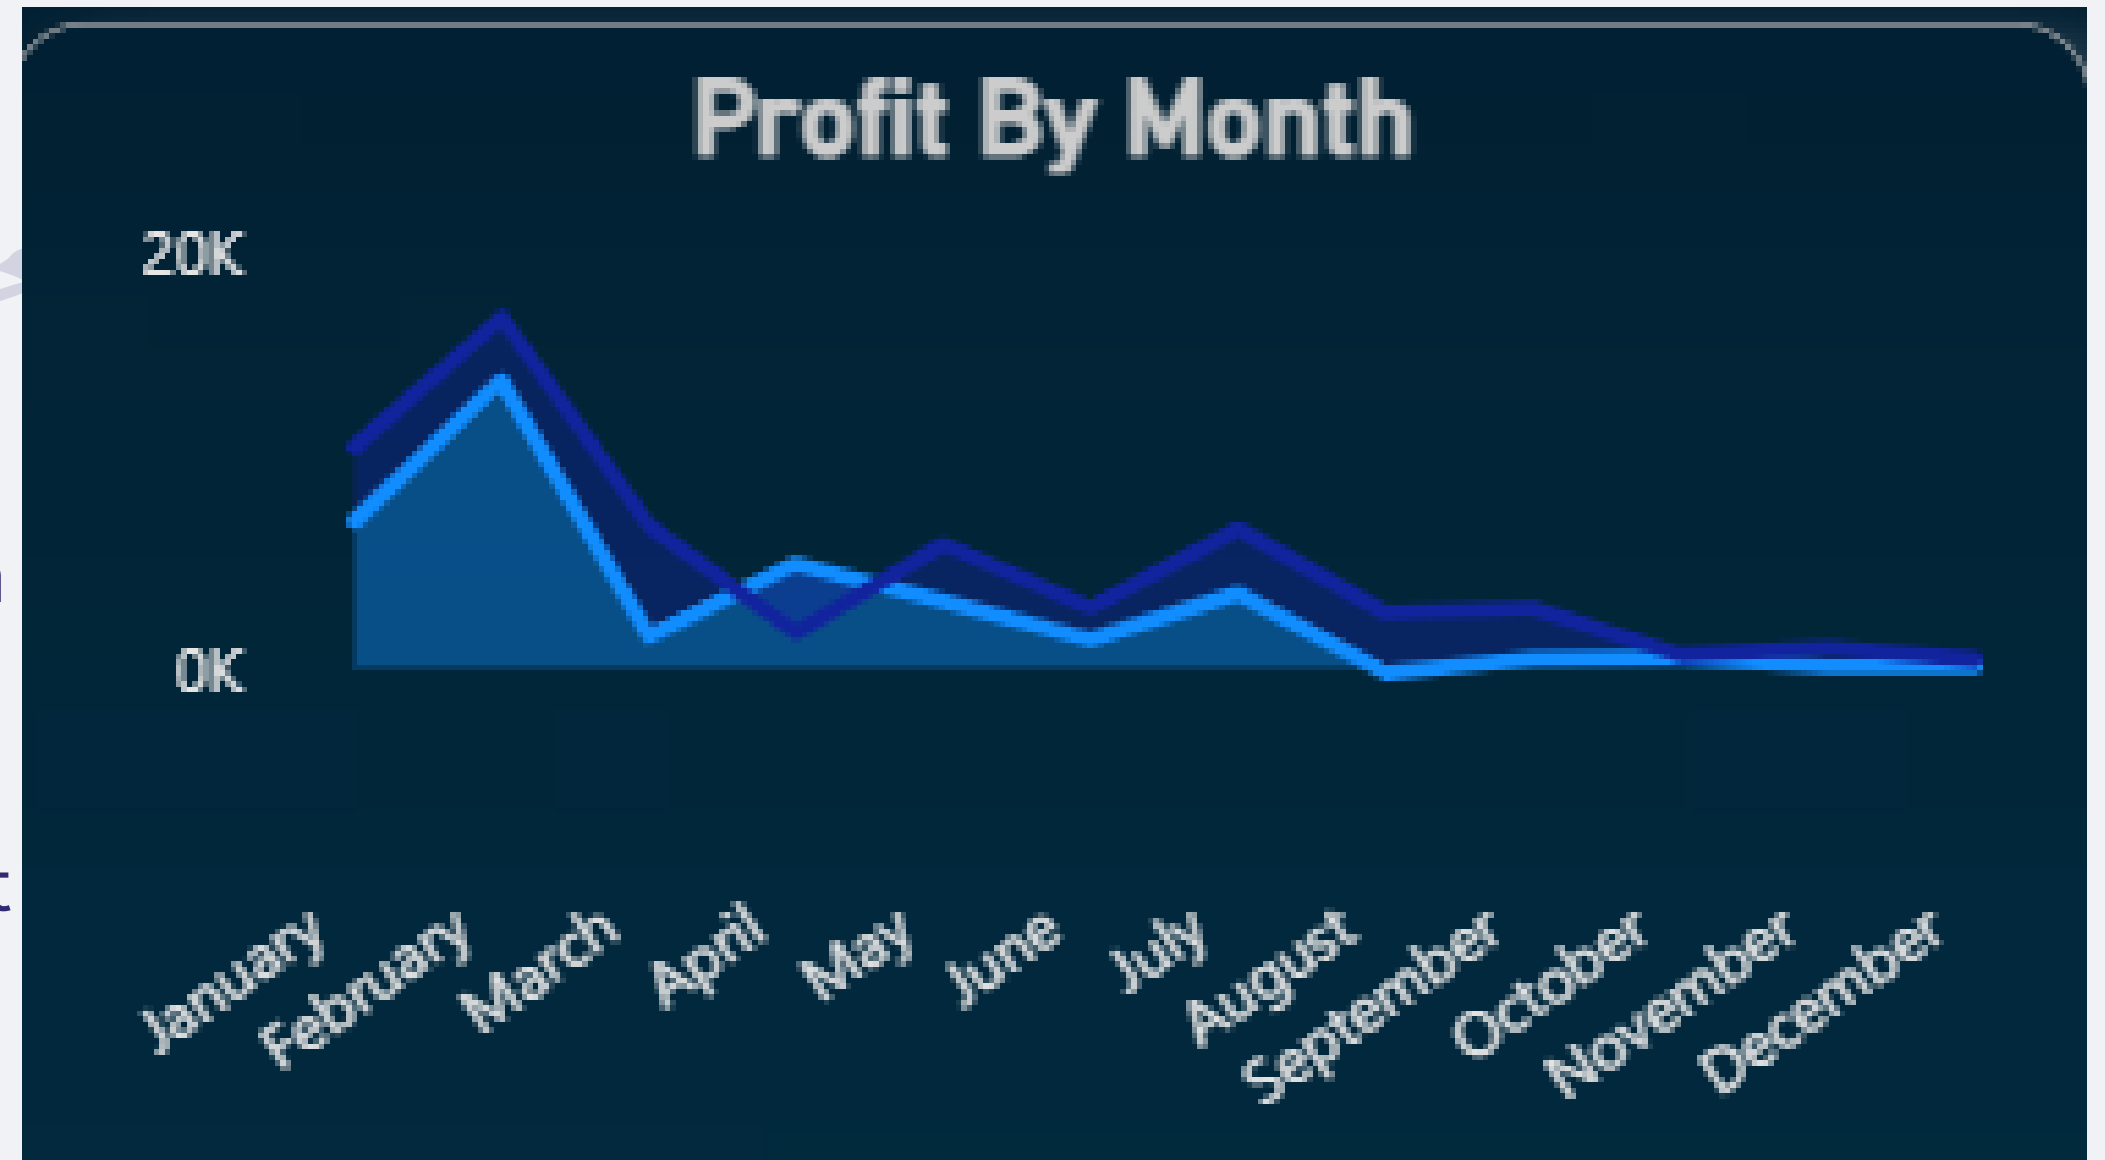 Profit By Month
20K
0K
January
February
March
April
May
June
July
August
September
October
November
December